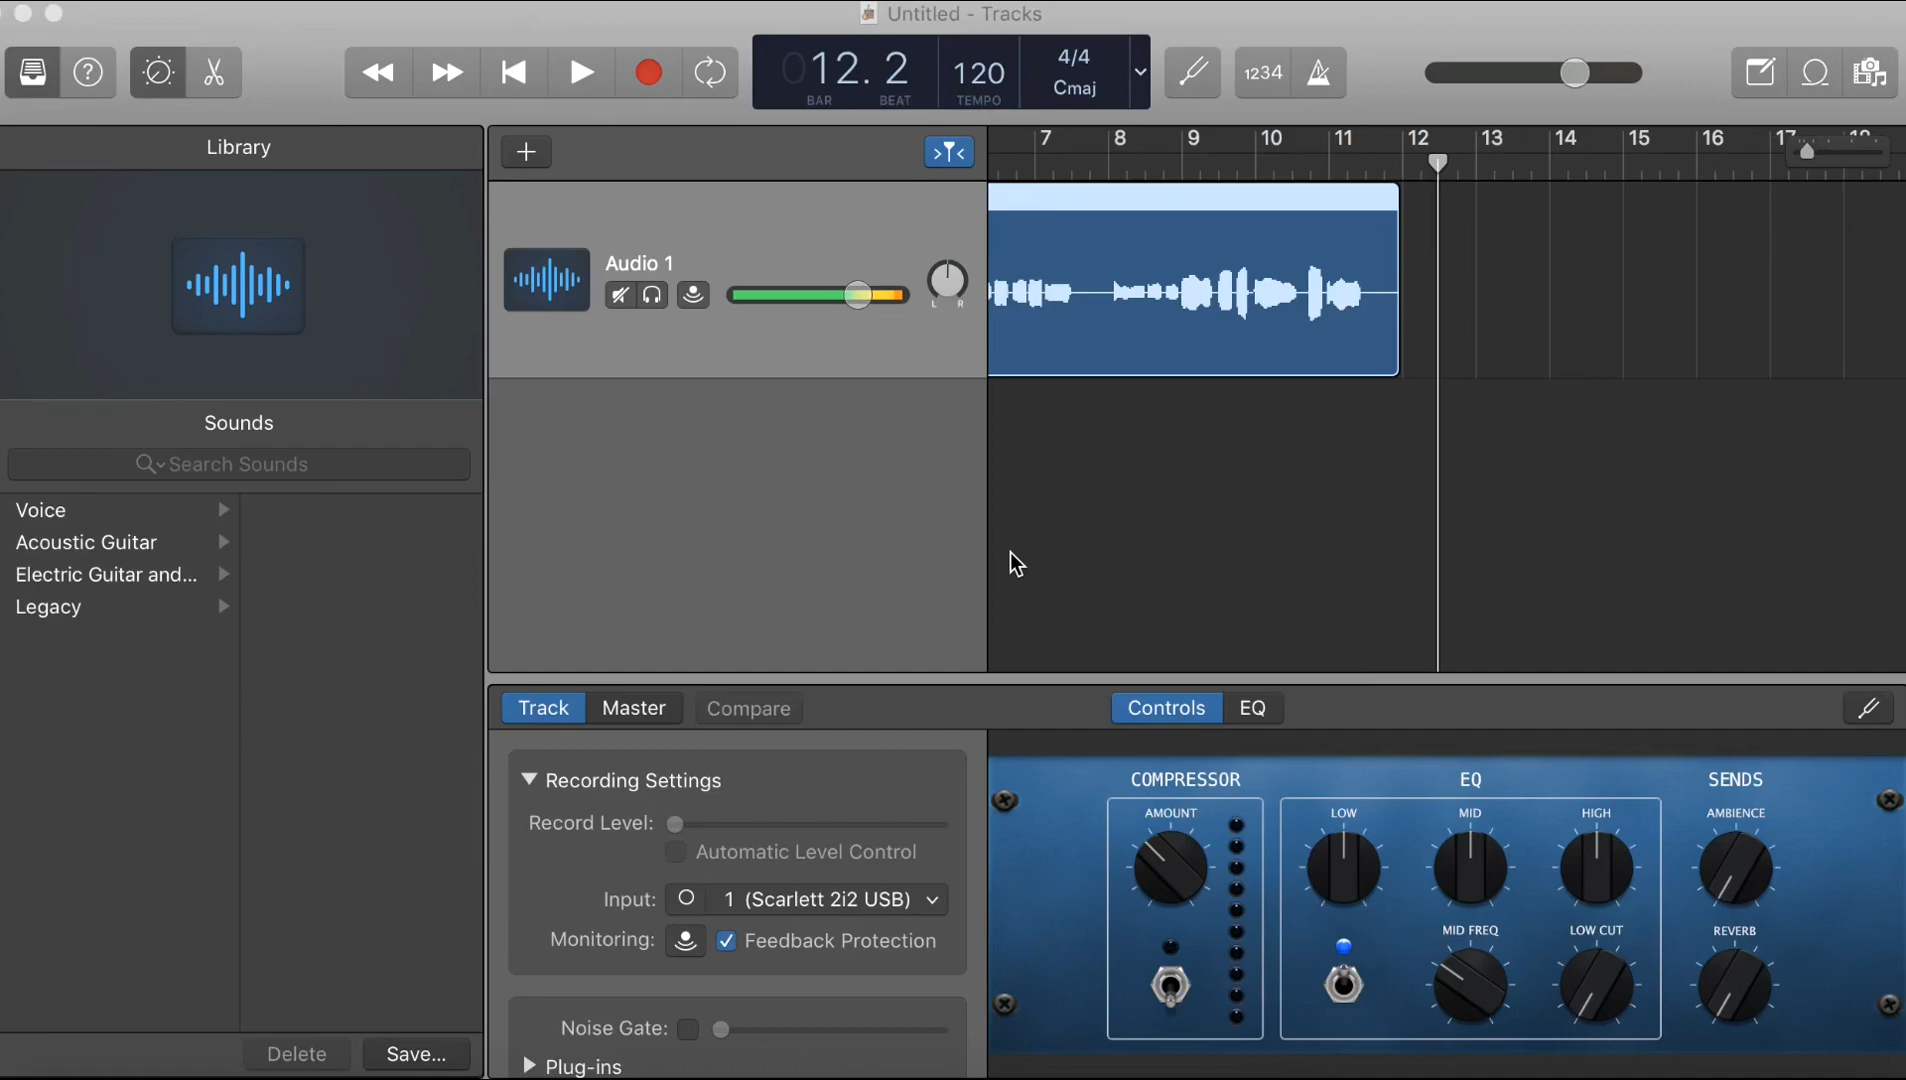 Untitled - Tracks
012. 2
BAR BEAT
120
TEMPO
4/4
Cmaj
1234
Library
7 8 9 10 11 12 13 14 15 16 17 18
Audio 1
L R
Sounds
Search Sounds
Voice
Acoustic Guitar
Electric Guitar and...
Legacy
Delete Save...
Track Master Compare
Controls EQ
Recording Settings
Record Level:
Automatic Level Control
Input: 1 (Scarlett 2i2 USB)
Monitoring: Feedback Protection
Noise Gate:
Plug-ins
COMPRESSOR EQ SENDS
AMOUNT LOW MID HIGH AMBIENCE
MID FREQ LOW CUT REVERB